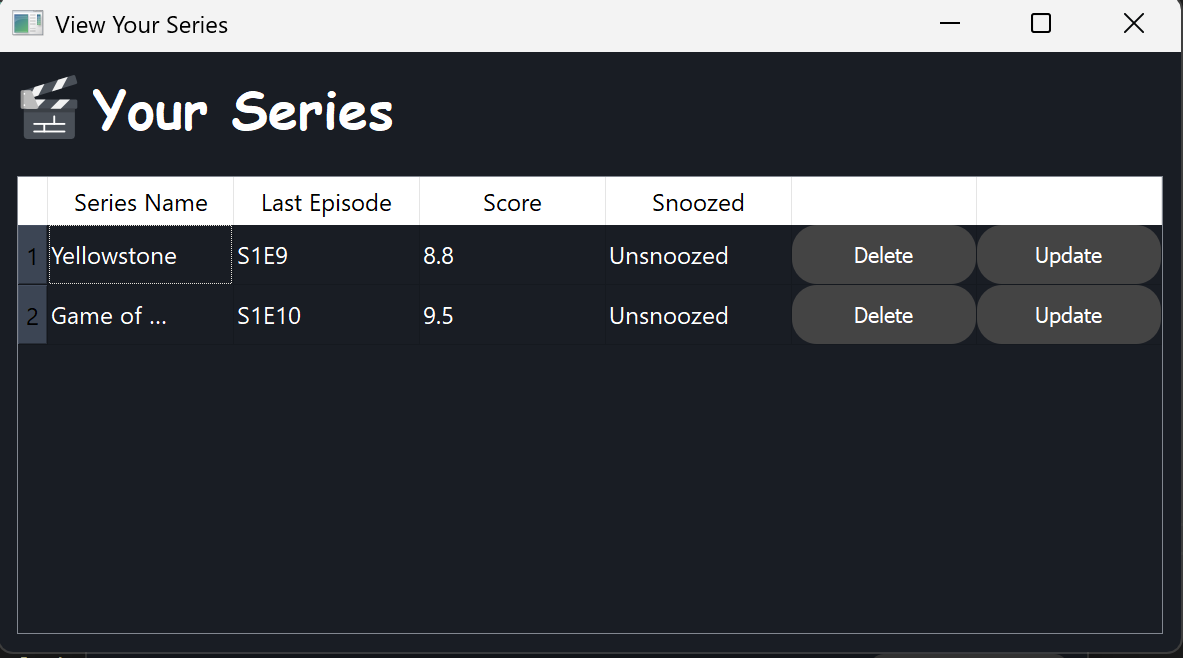 View Your Series
Your Series
Series Name Last Episode Score Snoozed
1 Yellowstone S1E9 8.8 Unsnoozed Delete Update
2 Game of ... S1E10 9.5 Unsnoozed Delete Update